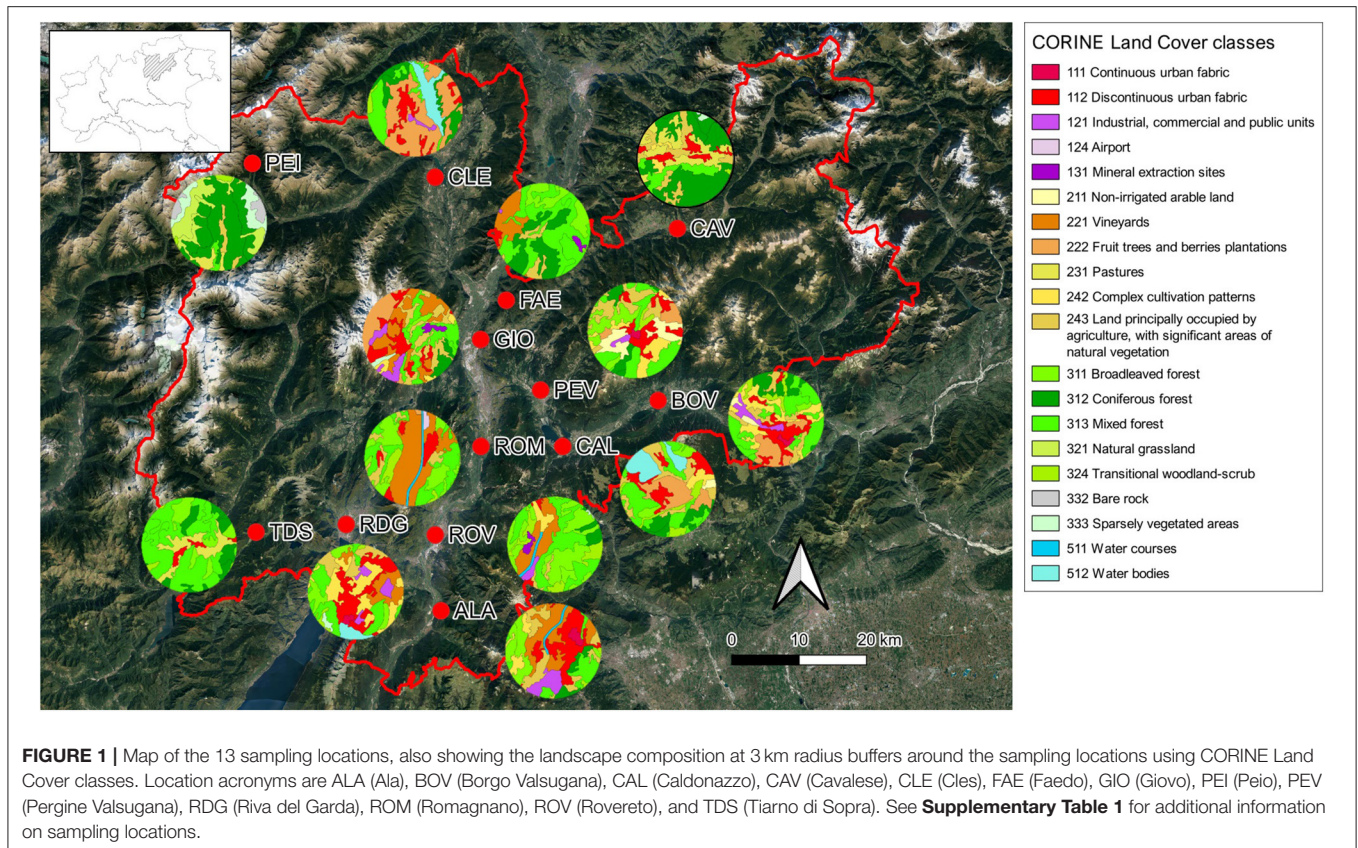 PEI
CLE
CAV
FAE
GIO
PEV
BOV
ROM
CAL
TDS
RDG
ROV
ALA
0 10 20 km
CORINE Land Cover classes
111 Continuous urban fabric
112 Discontinuous urban fabric
121 Industrial, commercial and public units
124 Airport
131 Mineral extraction sites
211 Non-irrigated arable land
221 Vineyards
222 Fruit trees and berries plantations
231 Pastures
242 Complex cultivation patterns
243 Land principally occupied by
agriculture, with significant areas of
natural vegetation
311 Broadleaved forest
312 Coniferous forest
313 Mixed forest
321 Natural grassland
324 Transitional woodland-scrub
332 Bare rock
333 Sparsely vegetated areas
511 Water courses
512 Water bodies
FIGURE 1 | Map of the 13 sampling locations, also showing the landscape composition at 3 km radius buffers around the sampling locations using CORINE Land
Cover classes. Location acronyms are ALA (Ala), BOV (Borgo Valsugana), CAL (Caldonazzo), CAV (Cavalese), CLE (Cles), FAE (Faedo), GIO (Giovo), PEI (Peio), PEV
(Pergine Valsugana), RDG (Riva del Garda), ROM (Romagnano), ROV (Rovereto), and TDS (Tiarno di Sopra). See Supplementary Table 1 for additional information
on sampling locations.